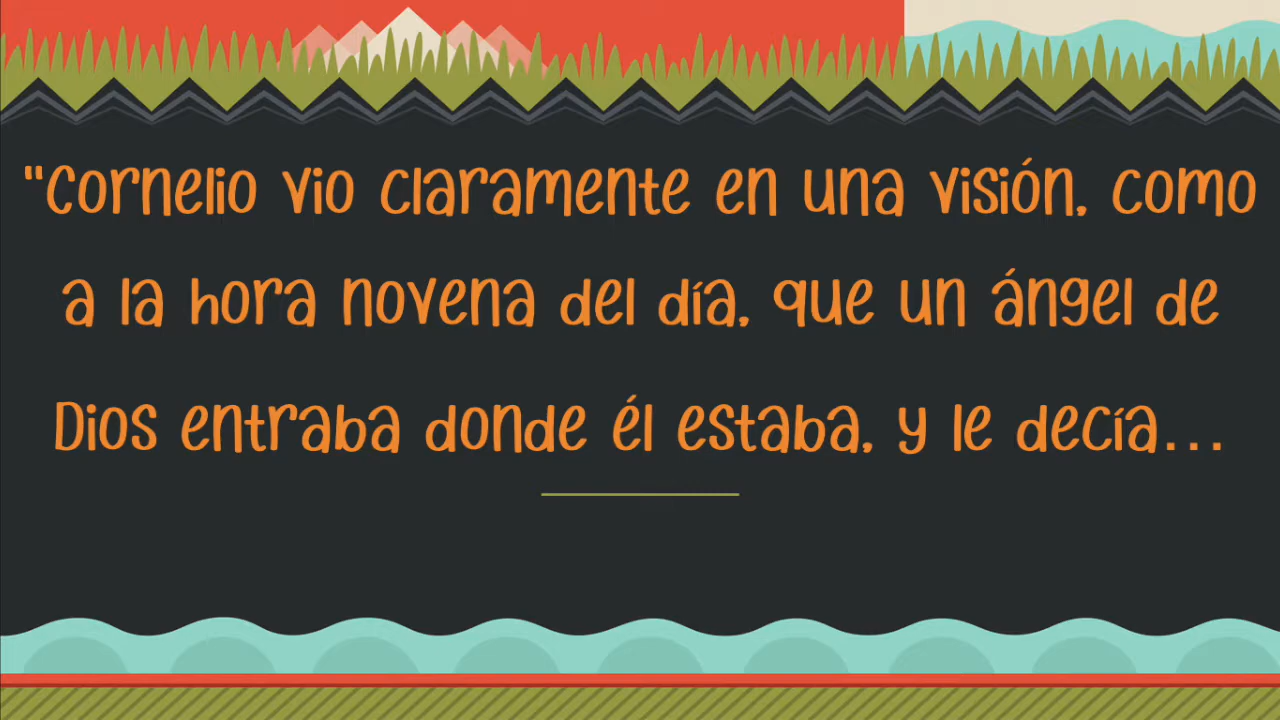 "Cornelio vio claramente en una visión, como
a la hora novena del día, que un ángel de
Dios entraba donde él estaba, y le decía...